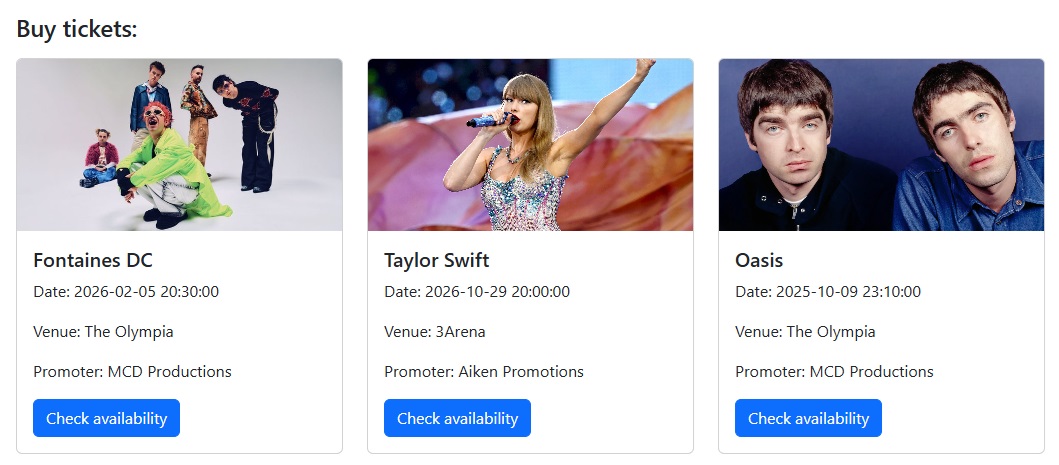 Buy tickets:
Fontaines DC
Date: 2026-02-05 20:30:00
Venue: The Olympia
Promoter: MCD Productions
Check availability
Taylor Swift
Date: 2026-10-29 20:00:00
Venue: 3Arena
Promoter: Aiken Promotions
Check availability
Oasis
Date: 2025-10-09 23:10:00
Venue: The Olympia
Promoter: MCD Productions
Check availability